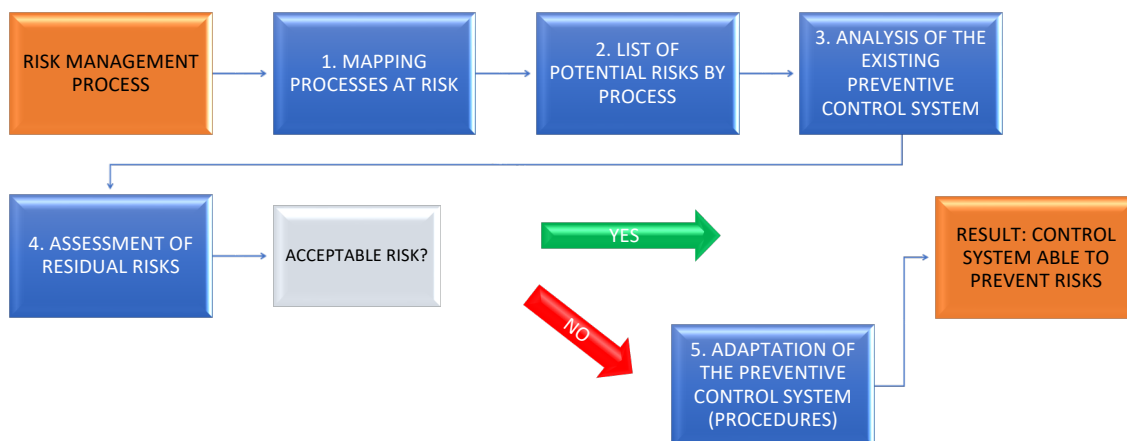 RISK MANAGEMENT
PROCESS
1. MAPPING
PROCESSES AT RISK
2. LIST OF
POTENTIAL RISKS BY
PROCESS
3. ANALYSIS OF THE
EXISTING
PREVENTIVE
CONTROL SYSTEM
4. ASSESSMENT OF
RESIDUAL RISKS
ACCEPTABLE RISK?
YES
NO
RESULT: CONTROL
SYSTEM ABLE TO
PREVENT RISKS
5. ADAPTATION OF
THE PREVENTIVE
CONTROL SYSTEM
(PROCEDURES)